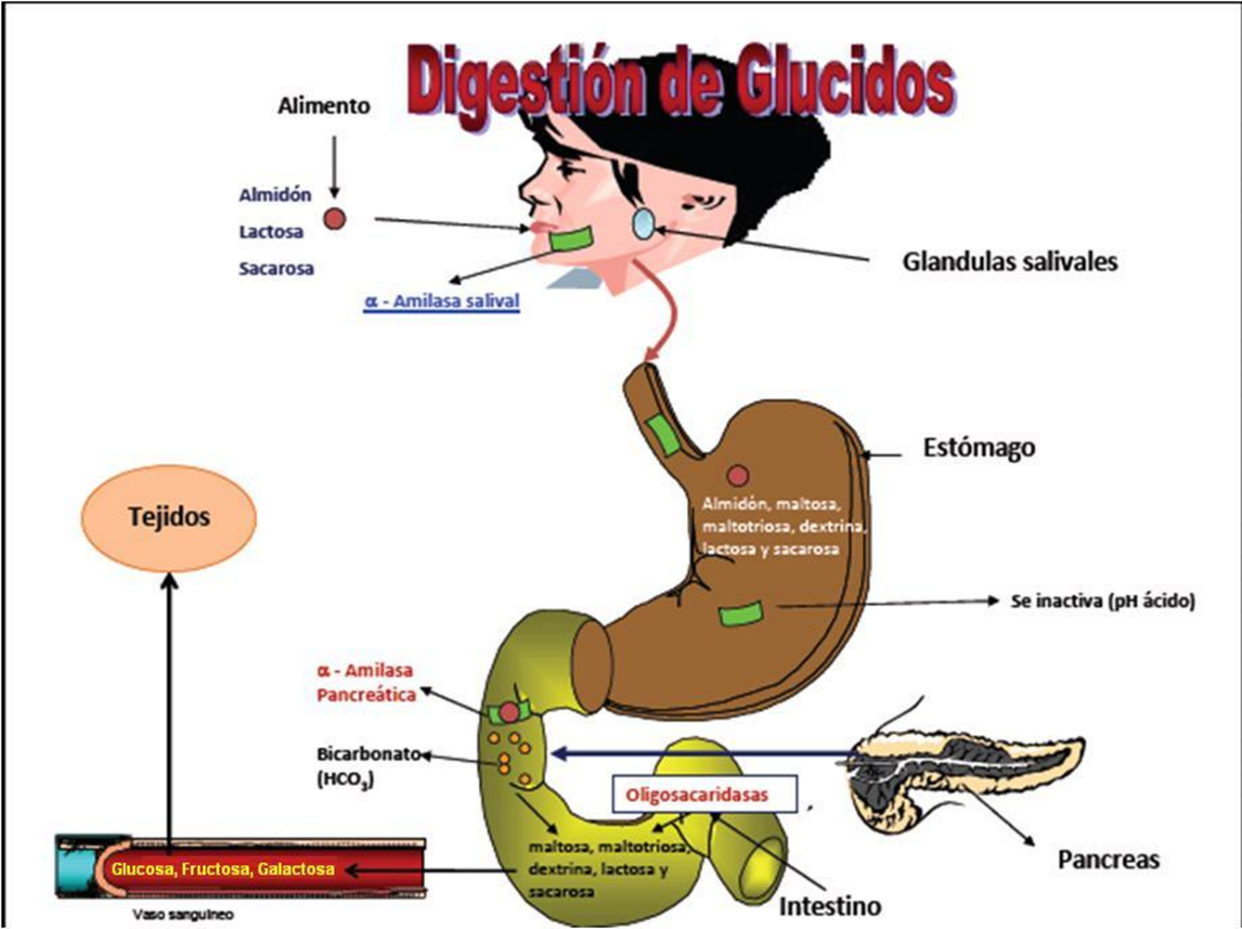 Digestión de Glucidos
Alimento
Almidón
Lactosa
Sacarosa
α - Amilasa salival
Glandulas salivales
Estómago
Almidón, maltosa,
maltotriosa, dextrina,
lactosa y sacarosa
Se inactiva (pH ácido)
Tejidos
α - Amilasa
Pancreática
Bicarbonato
(HCO3)
Oligosacaridasas
maltosa, maltotriosa,
dextrina, lactosa y
sacarosa
Glucosa, Fructosa, Galactosa
Vaso sanguineo
Pancreas
Intestino